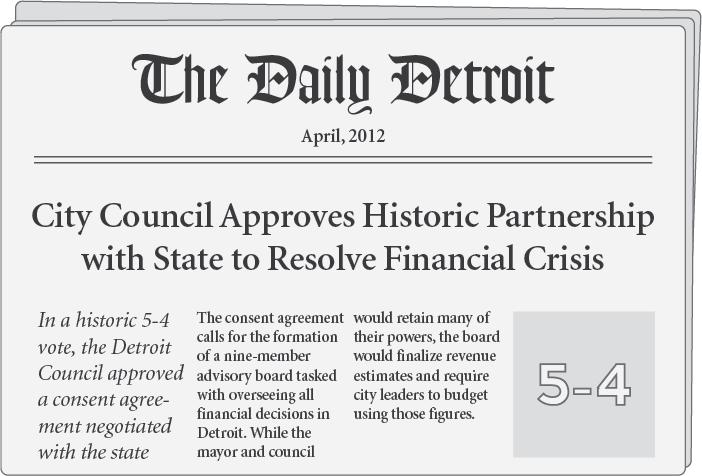 The Daily Detroit
April, 2012
City Council Approves Historic Partnership
with State to Resolve Financial Crisis
In a historic 5-4
vote, the Detroit
Council approved
a consent agree-
ment negotiated
with the state
The consent agreement
calls for the formation
of a nine-member
advisory board tasked
with overseeing all
financial decisions in
Detroit. While the
mayor and council
would retain many of
their powers, the board
would finalize revenue
estimates and require
city leaders to budget
using those figures.
5-4